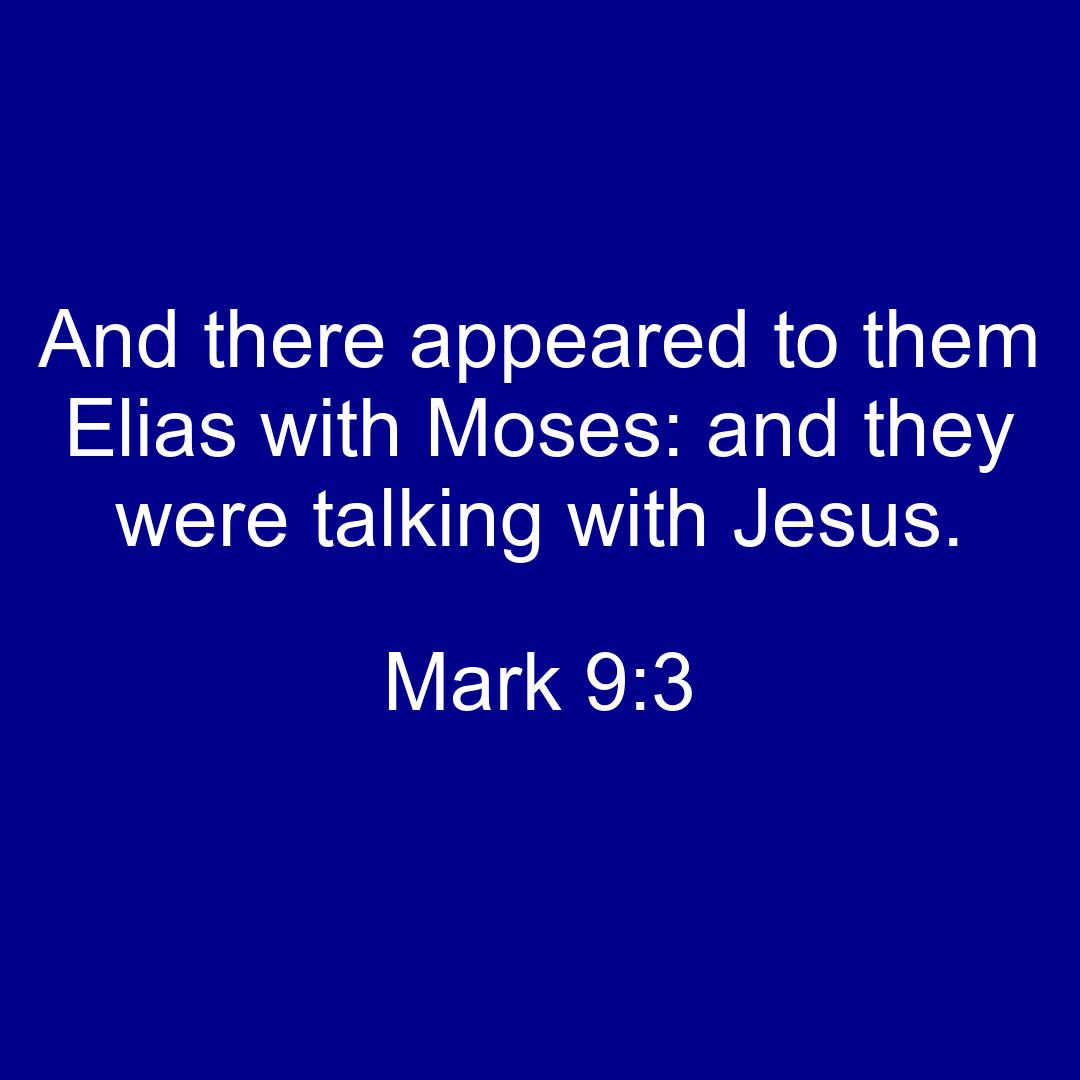 And there appeared to them
Elias with Moses: and they
were talking with Jesus.
Mark 9:3